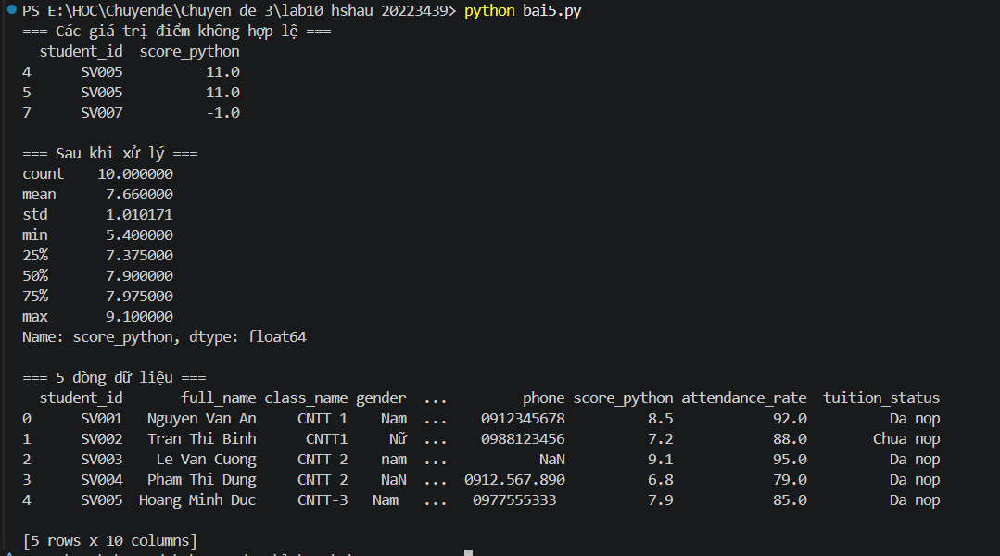 PS E:\HOC\Chuyende\Chuyen de 3\lab10_hshau_20223439> python bai5.py
=== Các giá trị điểm không hợp lệ ===
  student_id  score_python
4      SV005          11.0
5      SV005          11.0
7      SV007          -1.0
=== Sau khi xử lý ===
count    10.000000
mean      7.660000
std       1.010171
min       5.400000
25%       7.375000
50%       7.900000
75%       7.975000
max       9.100000
Name: score_python, dtype: float64
=== 5 dòng dữ liệu ===
  student_id       full_name class_name gender  ...         phone score_python attendance_rate  tuition_status
0      SV001   Nguyen Van An     CNTT 1    Nam  ...    0912345678          8.5            92.0          Da nop
1      SV002   Tran Thi Binh      CNTT1     Nữ  ...    0988123456          7.2            88.0        Chua nop
2      SV003    Le Van Cuong     CNTT 2    nam  ...           NaN          9.1            95.0          Da nop
3      SV004   Pham Thi Dung     CNTT 2    NaN  ...  0912.567.890          6.8            79.0          Da nop
4      SV005  Hoang Minh Duc     CNTT-3   Nam   ...   0977555333           7.9            85.0          Da nop
[5 rows x 10 columns]